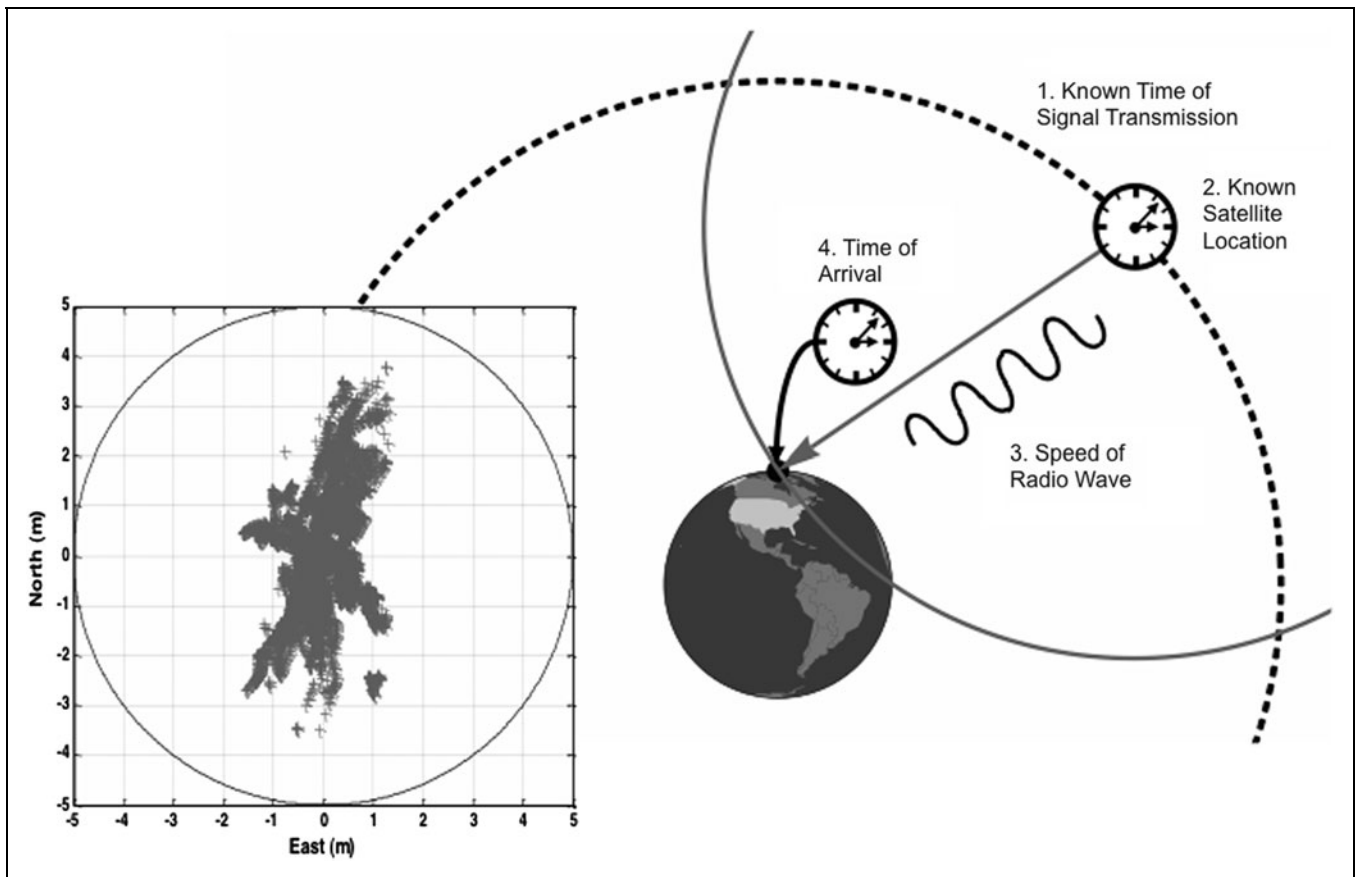 1. Known Time of
Signal Transmission
2. Known
Satellite
Location
4. Time of
Arrival
3. Speed of
Radio Wave
5
4
3
2
1
0
-1
-2
-3
-4
-5
North (m)
-5 -4 -3 -2 -1 0 1 2 3 4 5
East (m)